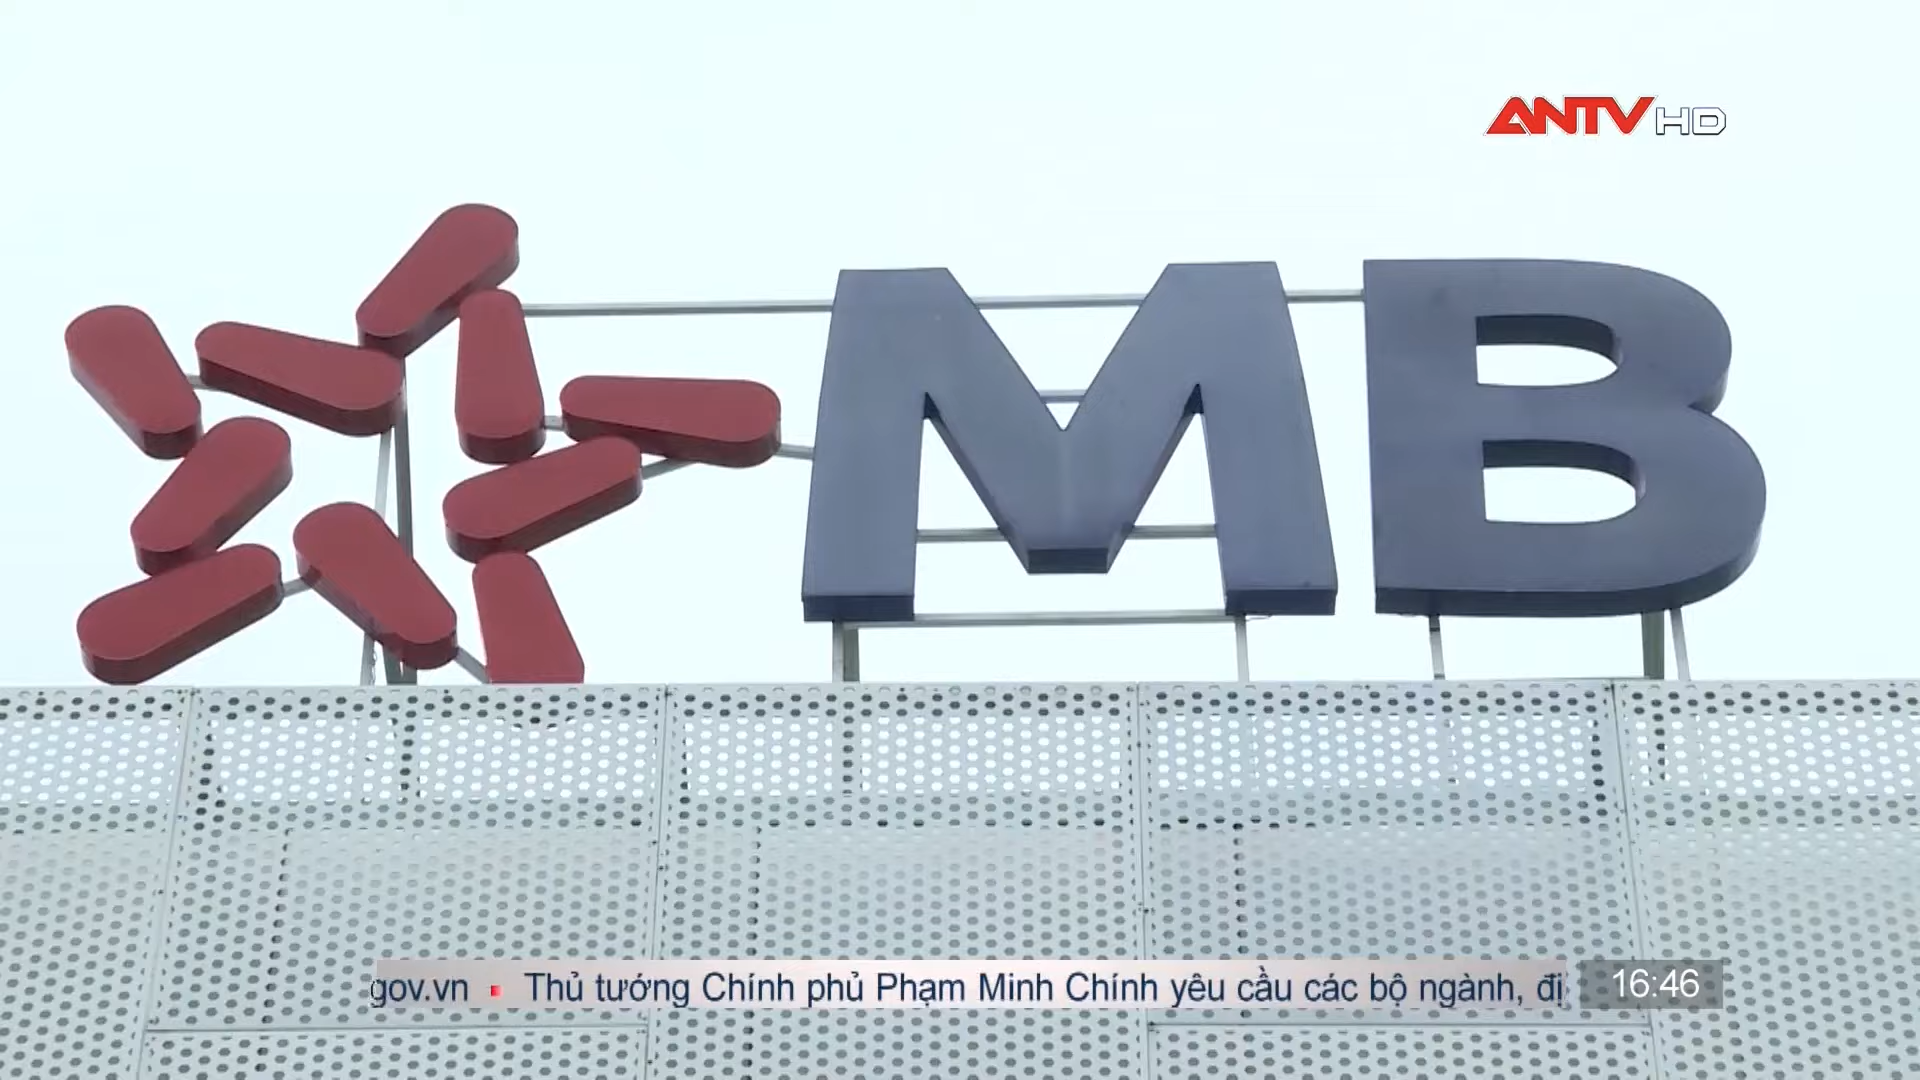 ANTV HD
MB
gov.vn ▪ Thủ tướng Chính phủ Phạm Minh Chính yêu cầu các bộ ngành, đị
16:46